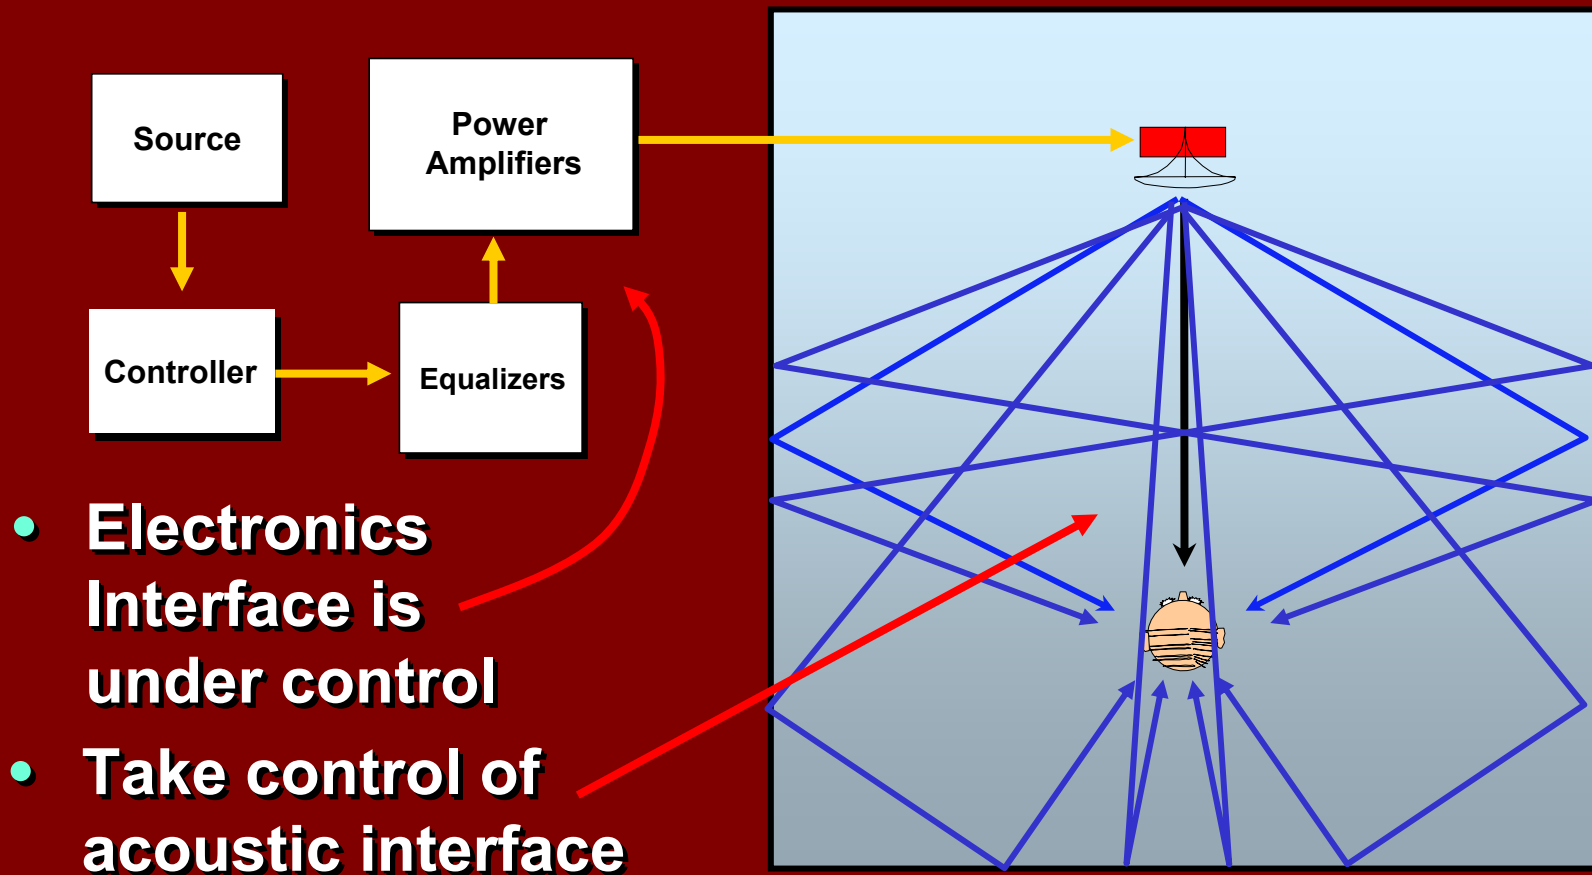 Source
Power
Amplifiers
Controller
Equalizers
• Electronics
Interface is
under control
• Take control of
acoustic interface